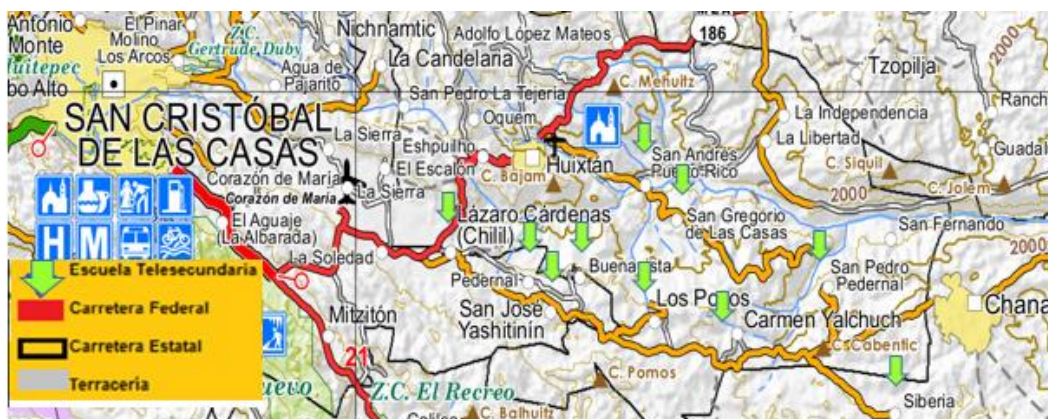 Antonio
El Pinar
Monte
Molino
Los Arcos
Z.C.
Gertrude Duby
bo Alto
Nichnamtic
La Candelaria
Agua de
Pajarito
Adolfo López Mateos
186
C. Mehuitz
Tzopilja
2000
San Pedro La Tejería
Oquem
La Independencia
La Libertad
SAN CRISTÓBAL
DE LAS CASAS
La Sierra
Eshpuilho
El Escalón
C. Bajam
Huixtán
San Andrés
Puerto Rico
C. Siquil
C. Jolem
2000
Corazón de María
Corazón de María
La Sierra
Lázaro Cárdenas
(Chilil)
San Gregorio
de Las Casas
San Fernando
El Aguaje
(La Albarada)
H M
La Soledad
Pedernal
Buenavista
San Pedro
Pedernal
2000
Escuela Telesecundaria
Carretera Federal
Carretera Estatal
Terracería
Mitzitón
21
San José
Yashitinín
Los Pozos
Carmen Yalchuch
C. Cabentic
Chana
Z.C. El Recreo
C. Pomos
C. Balhuitz
Siberia